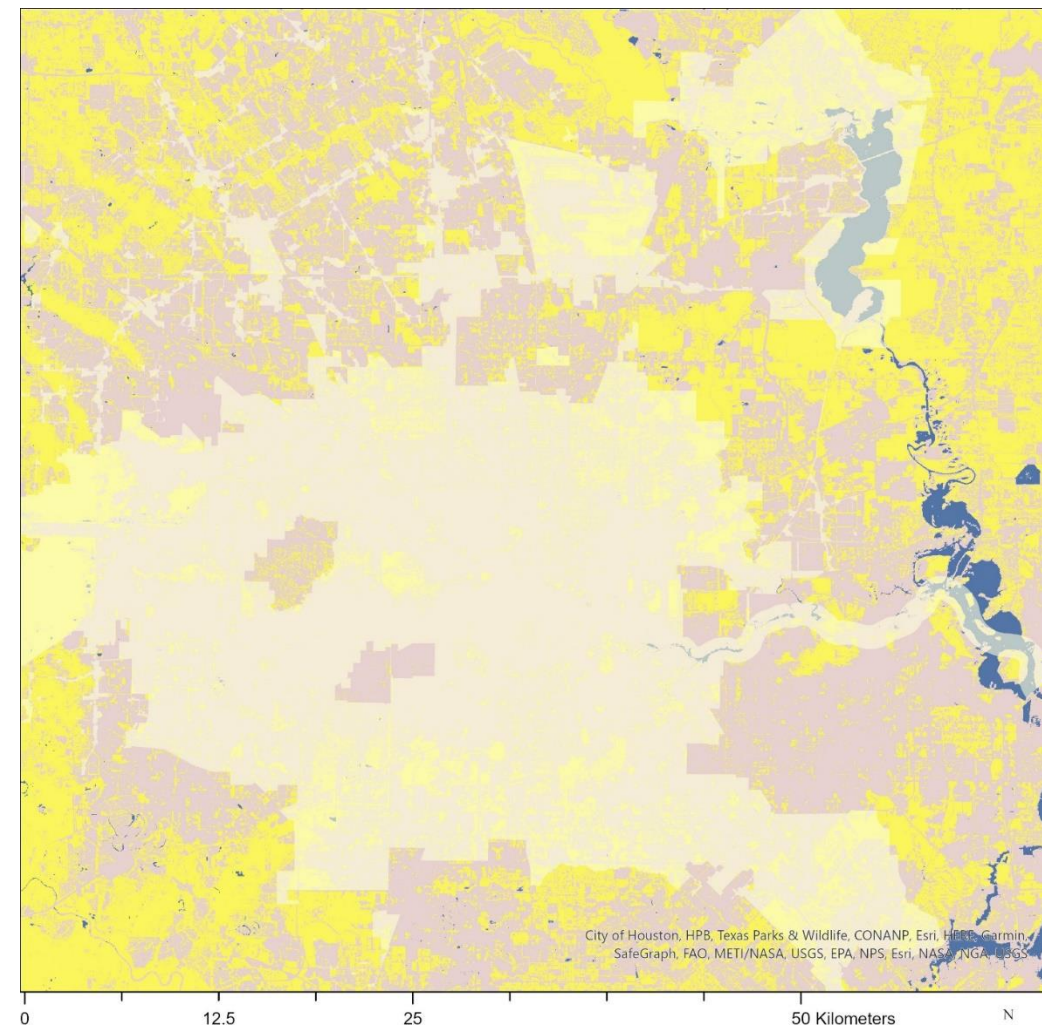 City of Houston, HPB, Texas Parks & Wildlife, CONANP, Esri, HERE, Garmin,
SafeGraph, FAO, METI/NASA, USGS, EPA, NPS, Esri, NASA, NGA, USGS
0 12.5 25 50 Kilometers N